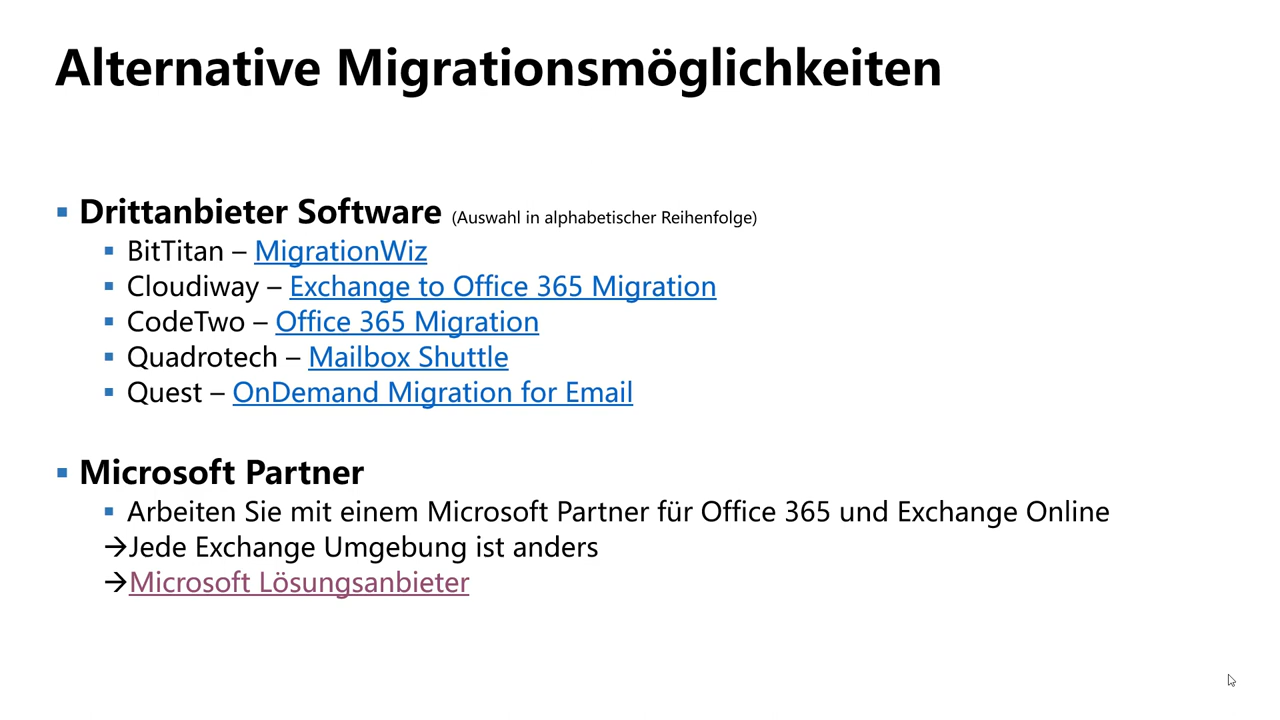 Alternative Migrationsmöglichkeiten
▪ Drittanbieter Software (Auswahl in alphabetischer Reihenfolge)
▪ BitTitan – MigrationWiz
▪ Cloudiway – Exchange to Office 365 Migration
▪ CodeTwo – Office 365 Migration
▪ Quadrotech – Mailbox Shuttle
▪ Quest – OnDemand Migration for Email
▪ Microsoft Partner
▪ Arbeiten Sie mit einem Microsoft Partner für Office 365 und Exchange Online
→Jede Exchange Umgebung ist anders
→Microsoft Lösungsanbieter